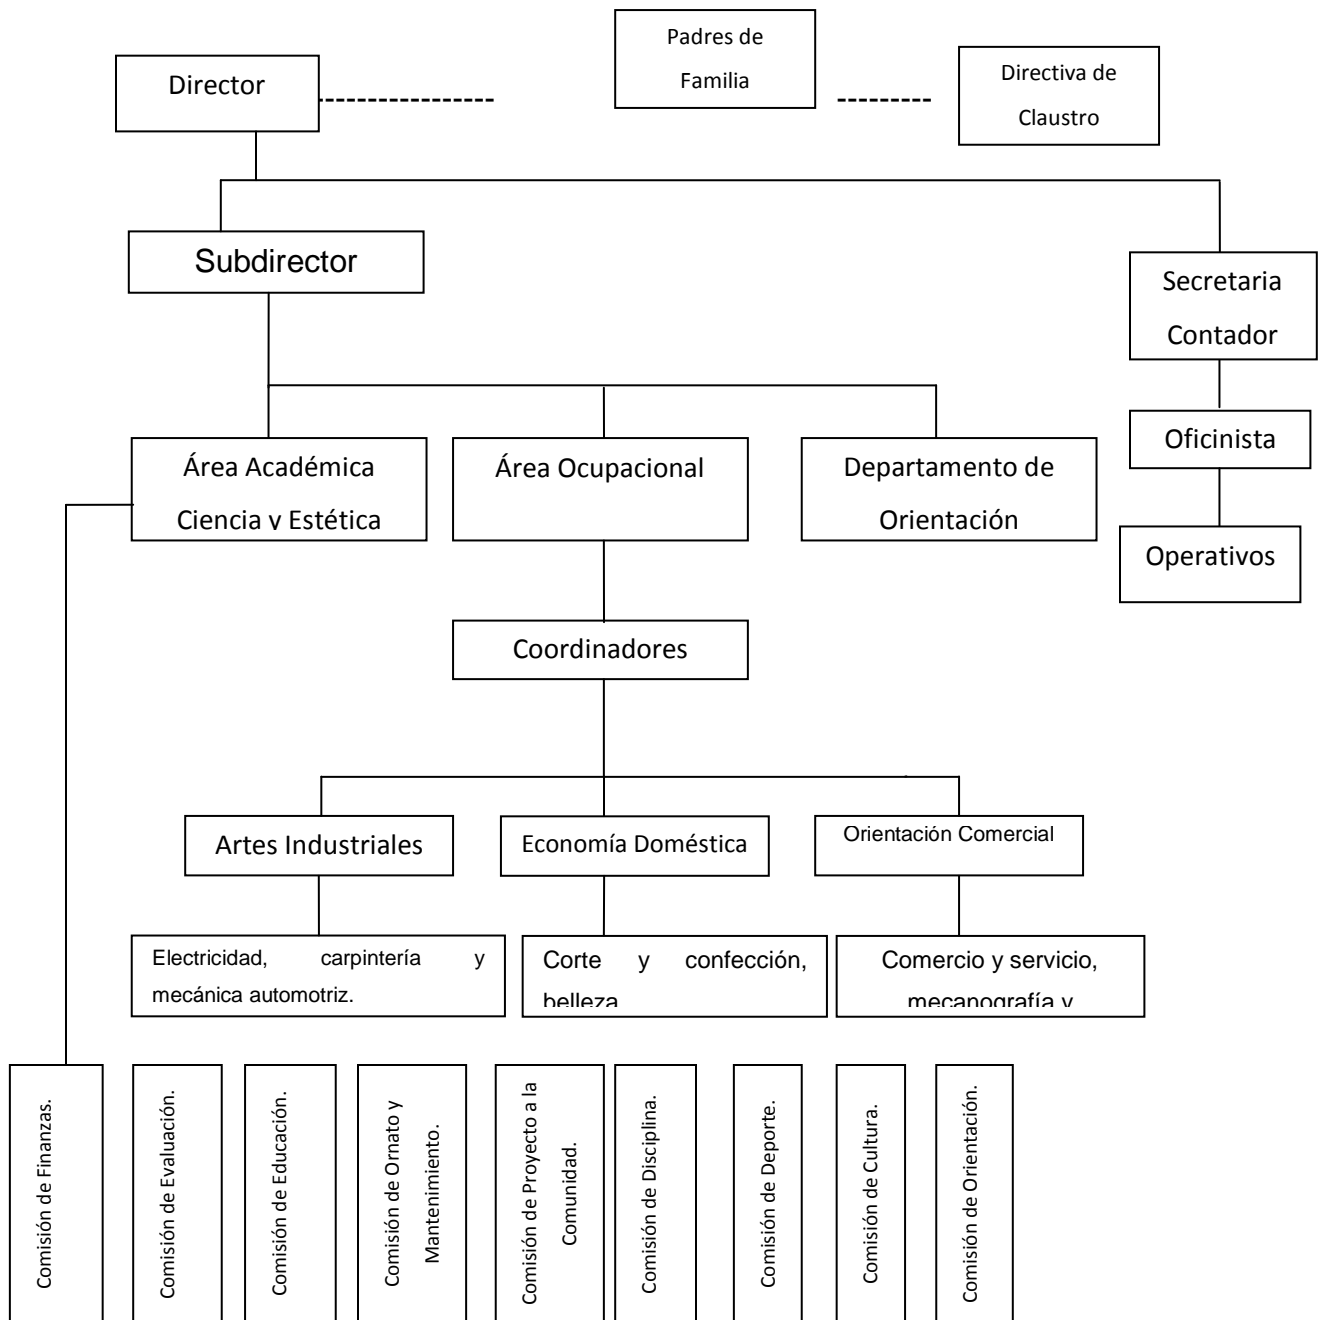 Padres de
Familia
Director
Directiva de
Claustro
Subdirector
Secretaria
Contador
Oficinista
Operativos
Área Académica
Ciencia y Estética
Área Ocupacional
Departamento de
Orientación
Coordinadores
Artes Industriales
Economía Doméstica
Orientación Comercial
Electricidad, carpintería y
mecánica automotriz.
Corte y confección,
belleza
Comercio y servicio,
mecanografía y
Comisión de Finanzas.
Comisión de Evaluación.
Comisión de Educación.
Comisión de Ornato y
Mantenimiento.
Comisión de Proyecto a la
Comunidad.
Comisión de Disciplina.
Comisión de Deporte.
Comisión de Cultura.
Comisión de Orientación.